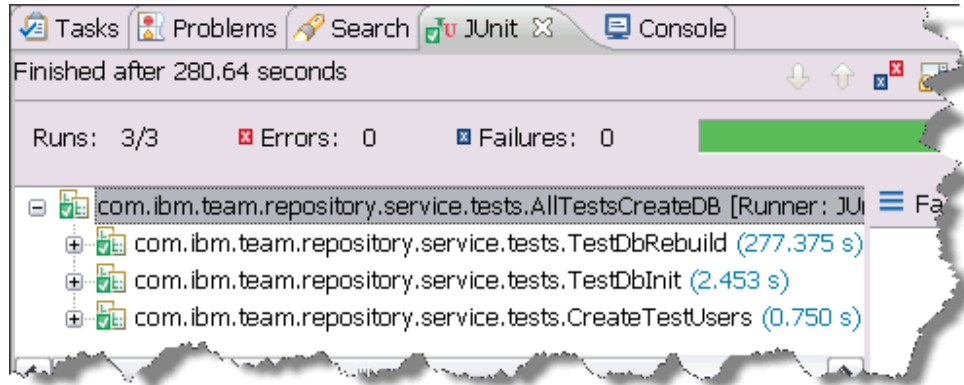 Tasks Problems Search JUnit Console
Finished after 280.64 seconds
Runs: 3/3 Errors: 0 Failures: 0
com.ibm.team.repository.service.tests.AllTestsCreateDB [Runner:
com.ibm.team.repository.service.tests.TestDbRebuild (277.375 s)
com.ibm.team.repository.service.tests.TestDbInit (2.453 s)
com.ibm.team.repository.service.tests.CreateTestUsers (0.750 s)